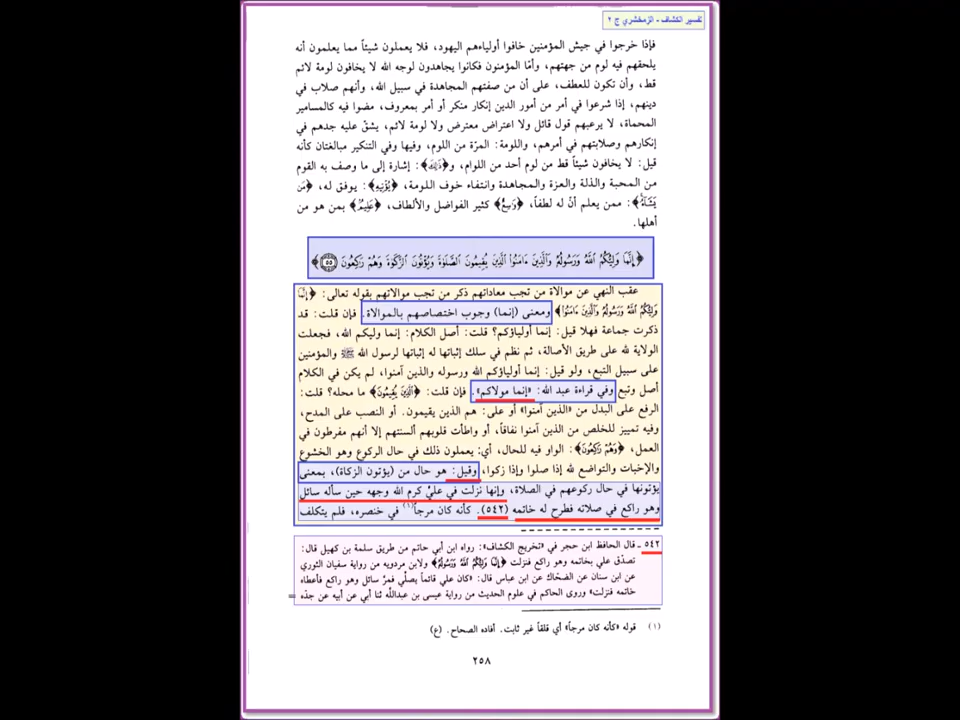 تفسير الكشاف - الزمخشري ج ٢
فإذا خرجوا في جيش المؤمنين خافوا أولياءهم اليهود، فلا يعملون شيئاً مما يعلمون أنه
يلحقهم فيه لوم من جهتهم، وأمّا المؤمنون فكانوا يجاهدون لوجه الله لا يخافون لومة لائم
قط، وأن تكون للعطف، على أن من صفتهم المجاهدة في سبيل الله، وأنهم صلاب في
دينهم، إذا شرعوا في أمر من أمور الدين إنكار منكر أو أمر بمعروف، مضوا فيه كالمسامير
المحماة، لا يرعبهم قول قائل ولا اعتراض معترض ولا لومة لائم، يشقّ عليه جدهم في
إنكارهم وصلابتهم في أمرهم، واللومة: المرّة من اللوم، وفيها وفي التنكير مبالغتان كأنه
قيل: لا يخافون شيئاً قط من لوم أحد من اللوام، و﴿ذَٰلِكَ﴾: إشارة إلى ما وصف به القوم
من المحبة والذلة والعزة والمجاهدة وانتفاء خوف اللومة، ﴿يُؤْتِيهِ﴾: يوفق له، ﴿مَن
يَشَآءُ﴾: ممن يعلم أنّ له لطفاً، ﴿وَٰسِعٌ﴾ كثير الفواضل والألطاف، ﴿عَلِيمٌ﴾ بمن هو من
أهلها.
﴿إِنَّمَا وَلِيُّكُمُ ٱللَّهُ وَرَسُولُهُ وَٱلَّذِينَ ءَامَنُوا۟ ٱلَّذِينَ يُقِيمُونَ ٱلصَّلَوٰةَ وَيُؤْتُونَ ٱلزَّكَوٰةَ وَهُمْ رَٰكِعُونَ ٥٥﴾
عقب النهي عن موالاة من تجب معاداتهم ذكر من تجب موالاتهم بقوله تعالى: ﴿إِنَّمَا
وَلِيُّكُمُ ٱللَّهُ وَرَسُولُهُ وَٱلَّذِينَ ءَامَنُوا۟﴾ ومعنى (إنما) وجوب اختصاصهم بالموالاة. فإن قلت: قد
ذكرت جماعة فهلا قيل: إنما أولياؤكم؟ قلت: أصل الكلام: إنما وليكم الله، فجعلت
الولاية لله على طريق الأصالة، ثم نظم في سلك إثباتها له إثباتها لرسول الله ﷺ والمؤمنين
على سبيل التبع، ولو قيل: إنما أولياؤكم الله ورسوله والذين آمنوا، لم يكن في الكلام
أصل وتبع وفي قراءة عبد الله: «إنما مولاكم». فإن قلت: ﴿ٱلَّذِينَ يُقِيمُونَ﴾ ما محله؟ قلت:
الرفع على البدل من «الذين آمنوا» أو على: هم الذين يقيمون. أو النصب على المدح،
وفيه تمييز للخلص من الذين آمنوا نفاقاً، أو واطأت قلوبهم ألسنتهم إلا أنهم مفرطون في
العمل، ﴿وَهُمْ رَٰكِعُونَ﴾: الواو فيه للحال، أي: يعملون ذلك في حال الركوع وهو الخشوع
والإخبات والتواضع لله إذا صلوا وإذا زكوا، وقيل: هو حال من (يؤتون الزكاة)، بمعنى
يؤتونها في حال ركوعهم في الصلاة، وإنها نزلت في عليّ كرم الله وجهه حين سأله سائل
وهو راكع في صلاته فطرح له خاتمه (٥٤٢). كأنه كان مرجاً(١) في خنصره، فلم يتكلف
٥٤٢ ـ قال الحافظ ابن حجر في «تخريج الكشاف»: رواه ابن أبي حاتم من طريق سلمة بن كهيل قال:
تصدّق علي بخاتمه وهو راكع فنزلت ﴿إِنَّمَا وَلِيُّكُمُ ٱللَّهُ وَرَسُولُهُ﴾ ولابن مردويه من رواية سفيان الثوري
عن ابن سنان عن الضحّاك عن ابن عباس قال: «كان علي قائماً يصلّي فمرّ سائل وهو راكع فأعطاه
خاتمه فنزلت» وروى الحاكم في علوم الحديث من رواية عيسى بن عبدالله ثنا أبي عن أبيه عن جدّه =
(١) قوله «كأنه كان مرجاً» أي قلقاً غير ثابت. أفاده الصحاح. (ع)
٢٥٨